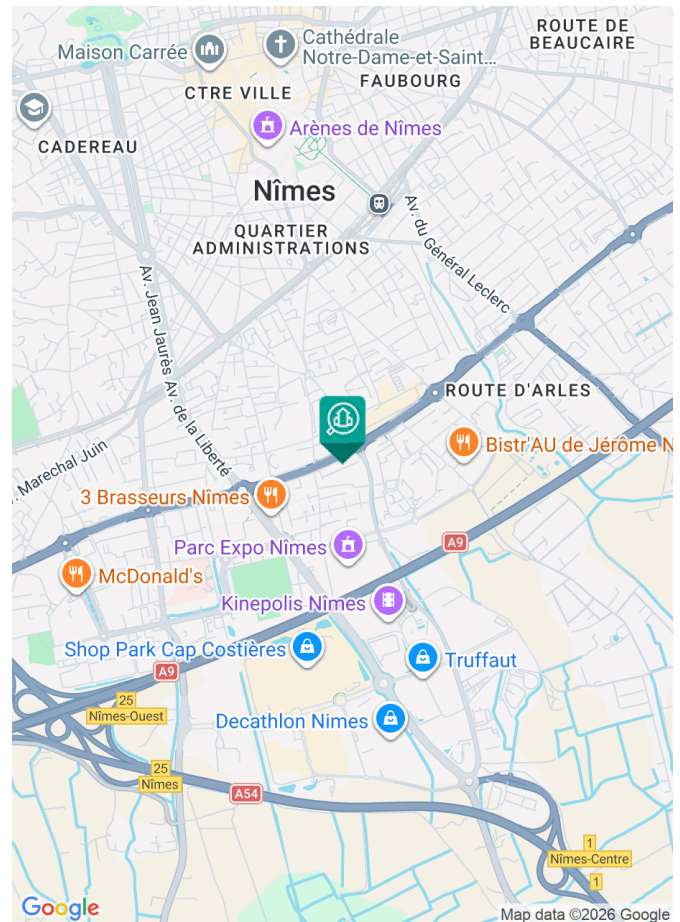 ROUTE DE
BEAUCAIRE
Cathédrale
Notre-Dame-et-Saint...
Maison Carrée
FAUBOURG
CTRE VILLE
Arènes de Nîmes
CADEREAU
Nîmes
QUARTIER
ADMINISTRATIONS
Av. du Général Leclerc
Av. Jean Jaurès
Av. de la Liberté
ROUTE D'ARLES
Bistr'AU de Jérôme N
Marechal Juin
3 Brasseurs Nîmes
A9
Parc Expo Nîmes
McDonald's
Kinepolis Nîmes
Shop Park Cap Costières
Truffaut
A9
25
Nîmes-Ouest
Decathlon Nimes
25
Nîmes
A54
1
Nîmes-Centre
1
Google
Map data ©2026 Google